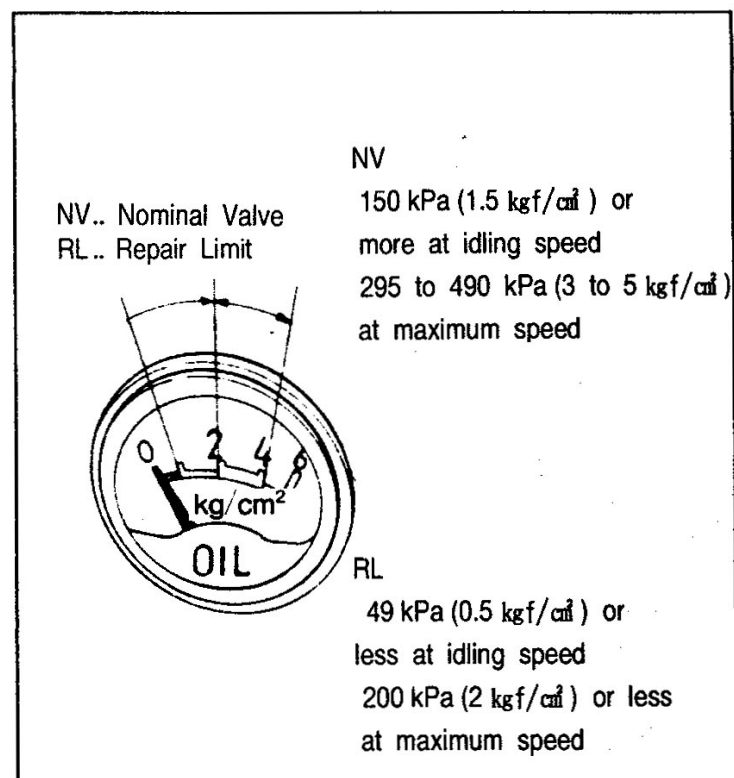 NV.. Nominal Valve
RL.. Repair Limit
NV
150 kPa (1.5 kgf/㎠) or
more at idling speed
295 to 490 kPa (3 to 5 kgf/㎠)
at maximum speed
0 2 4 6
kg/cm²
OIL
RL
49 kPa (0.5 kgf/㎠) or
less at idling speed
200 kPa (2 kgf/㎠) or less
at maximum speed